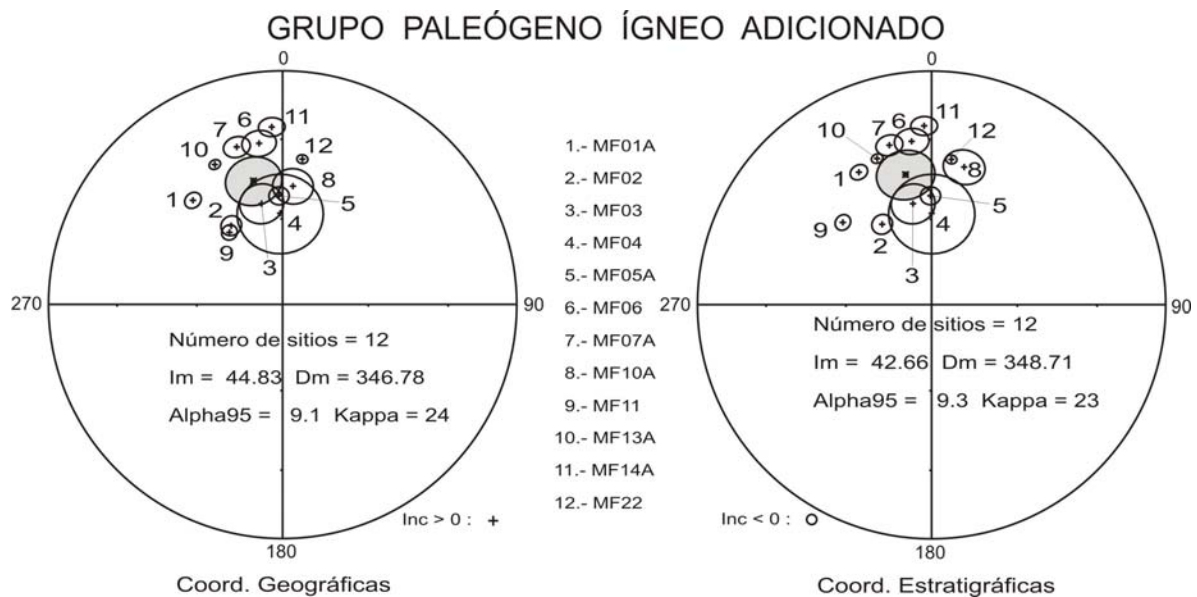 GRUPO PALEÓGENO ÍGNEO ADICIONADO
0
11
6
7
10
12
8
1
2
5
4
9
3
270
Número de sitios = 12
Im = 44.83 Dm = 346.78
Alpha95 = 9.1 Kappa = 24
180
Coord. Geográficas
1.- MF01A
2.- MF02
3.- MF03
4.- MF04
5.- MF05A
6.- MF06
7.- MF07A
8.- MF10A
9.- MF11
10.- MF13A
11.- MF14A
12.- MF22
Inc > 0 : +
Inc < 0 : O
0
11
6
7
10
12
8
1
9
2
5
4
3
270
90
90
Número de sitios = 12
Im = 42.66 Dm = 348.71
Alpha95 = 9.3 Kappa = 23
180
Coord. Estratigráficas